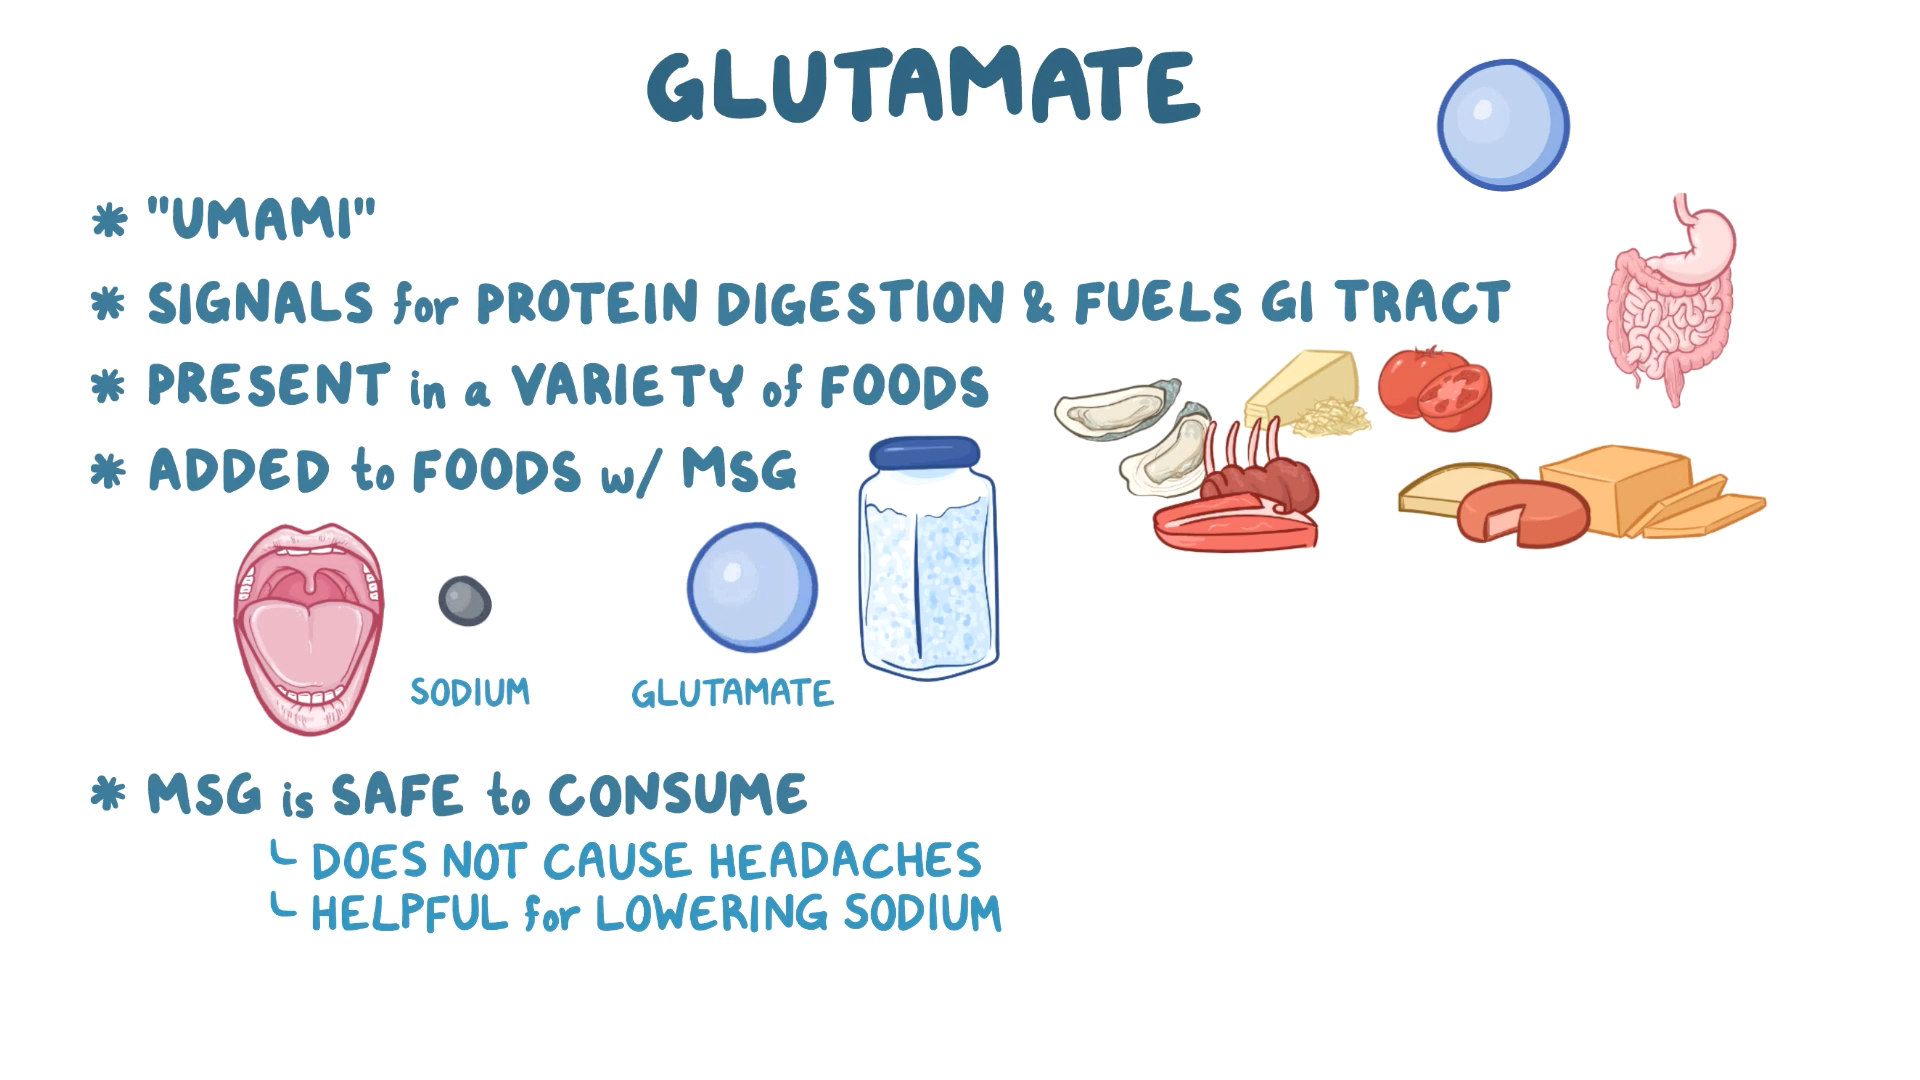 GLUTAMATE
* "UMAMI"
* SIGNALS for PROTEIN DIGESTION & FUELS GI TRACT
* PRESENT in a VARIETY of FOODS
* ADDED to FOODS w/ MSG
SODIUM GLUTAMATE
* MSG is SAFE to CONSUME
DOES NOT CAUSE HEADACHES
HELPFUL for LOWERING SODIUM